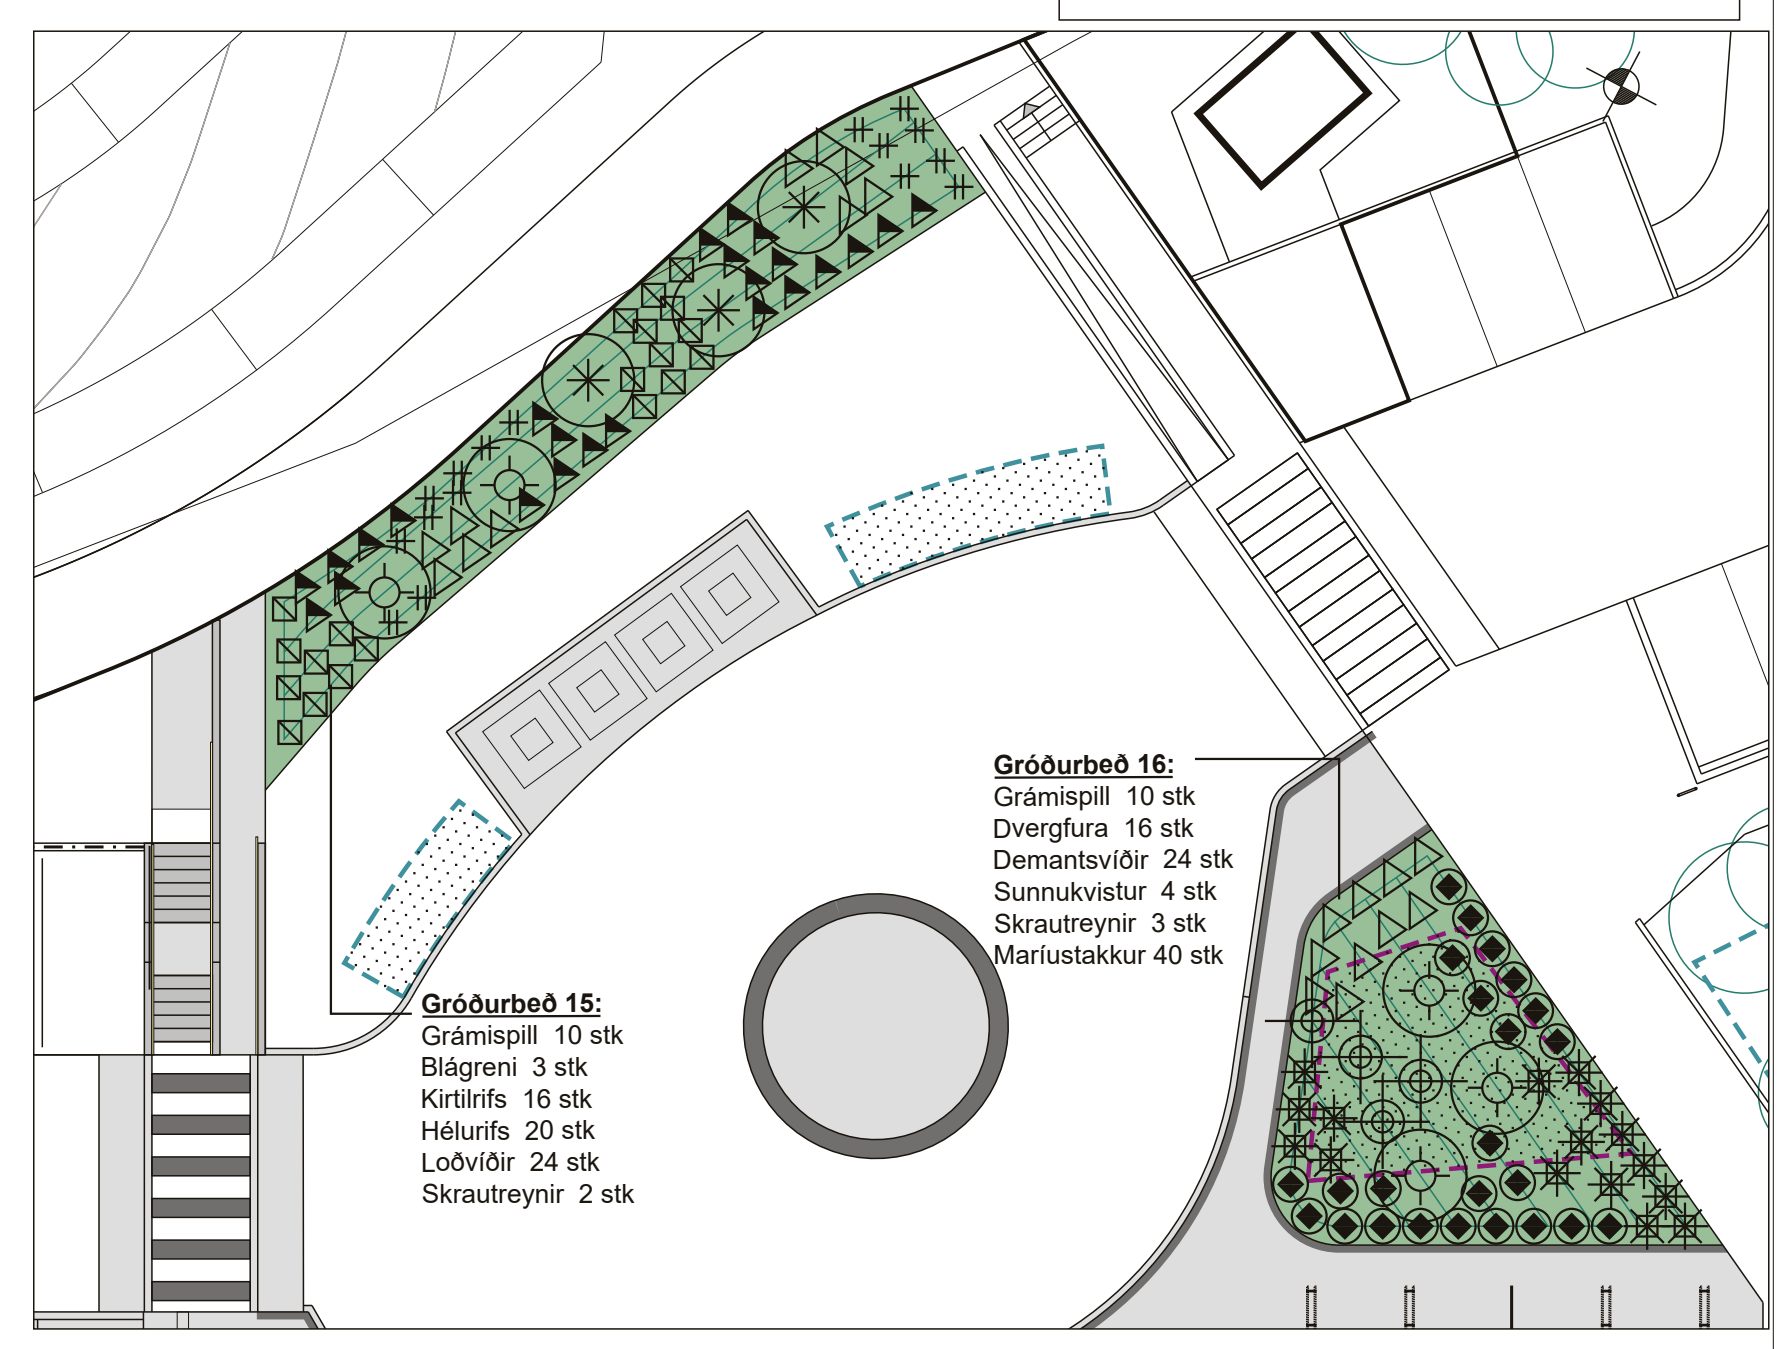 Gróðurbeð 16:
Grámispill 10 stk
Dvergfura 16 stk
Demantsvíðir 24 stk
Sunnukvistur 4 stk
Skrautreynir 3 stk
Maríustakkur 40 stk
Gróðurbeð 15:
Grámispill 10 stk
Blágreni 3 stk
Kirtilrifs 16 stk
Hélurifs 20 stk
Loðvíðir 24 stk
Skrautreynir 2 stk